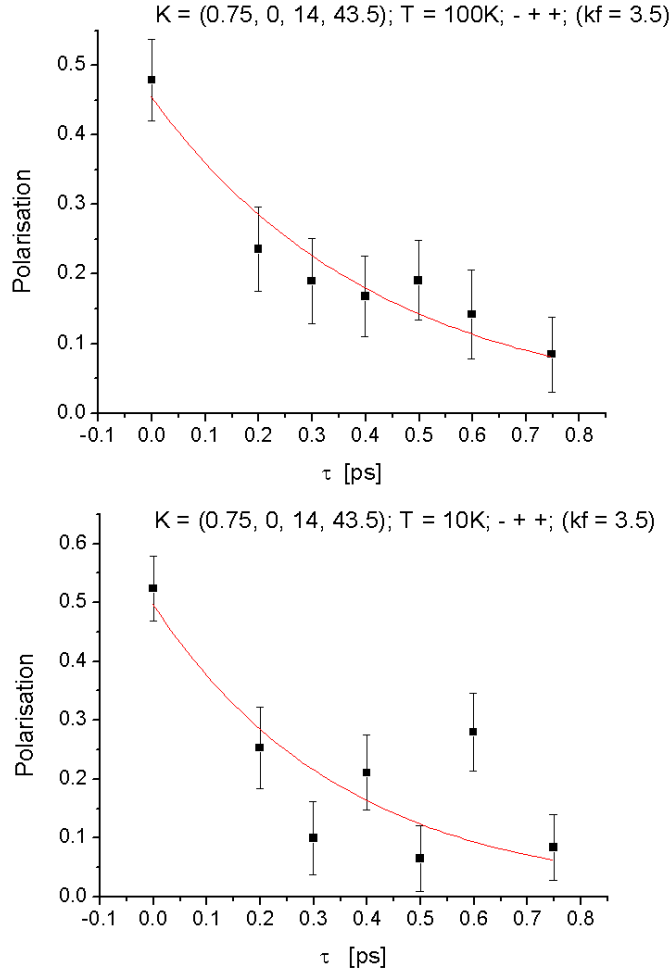 K = (0.75, 0, 14, 43.5); T = 100K; - + +; (kf = 3.5)
0.5
0.4
0.3
0.2
0.1
0.0
Polarisation
-0.1 0.0 0.1 0.2 0.3 0.4 0.5 0.6 0.7 0.8
τ [ps]
K = (0.75, 0, 14, 43.5); T = 10K; - + +; (kf = 3.5)
0.6
0.5
0.4
0.3
0.2
0.1
0.0
Polarisation
-0.1 0.0 0.1 0.2 0.3 0.4 0.5 0.6 0.7 0.8
τ [ps]